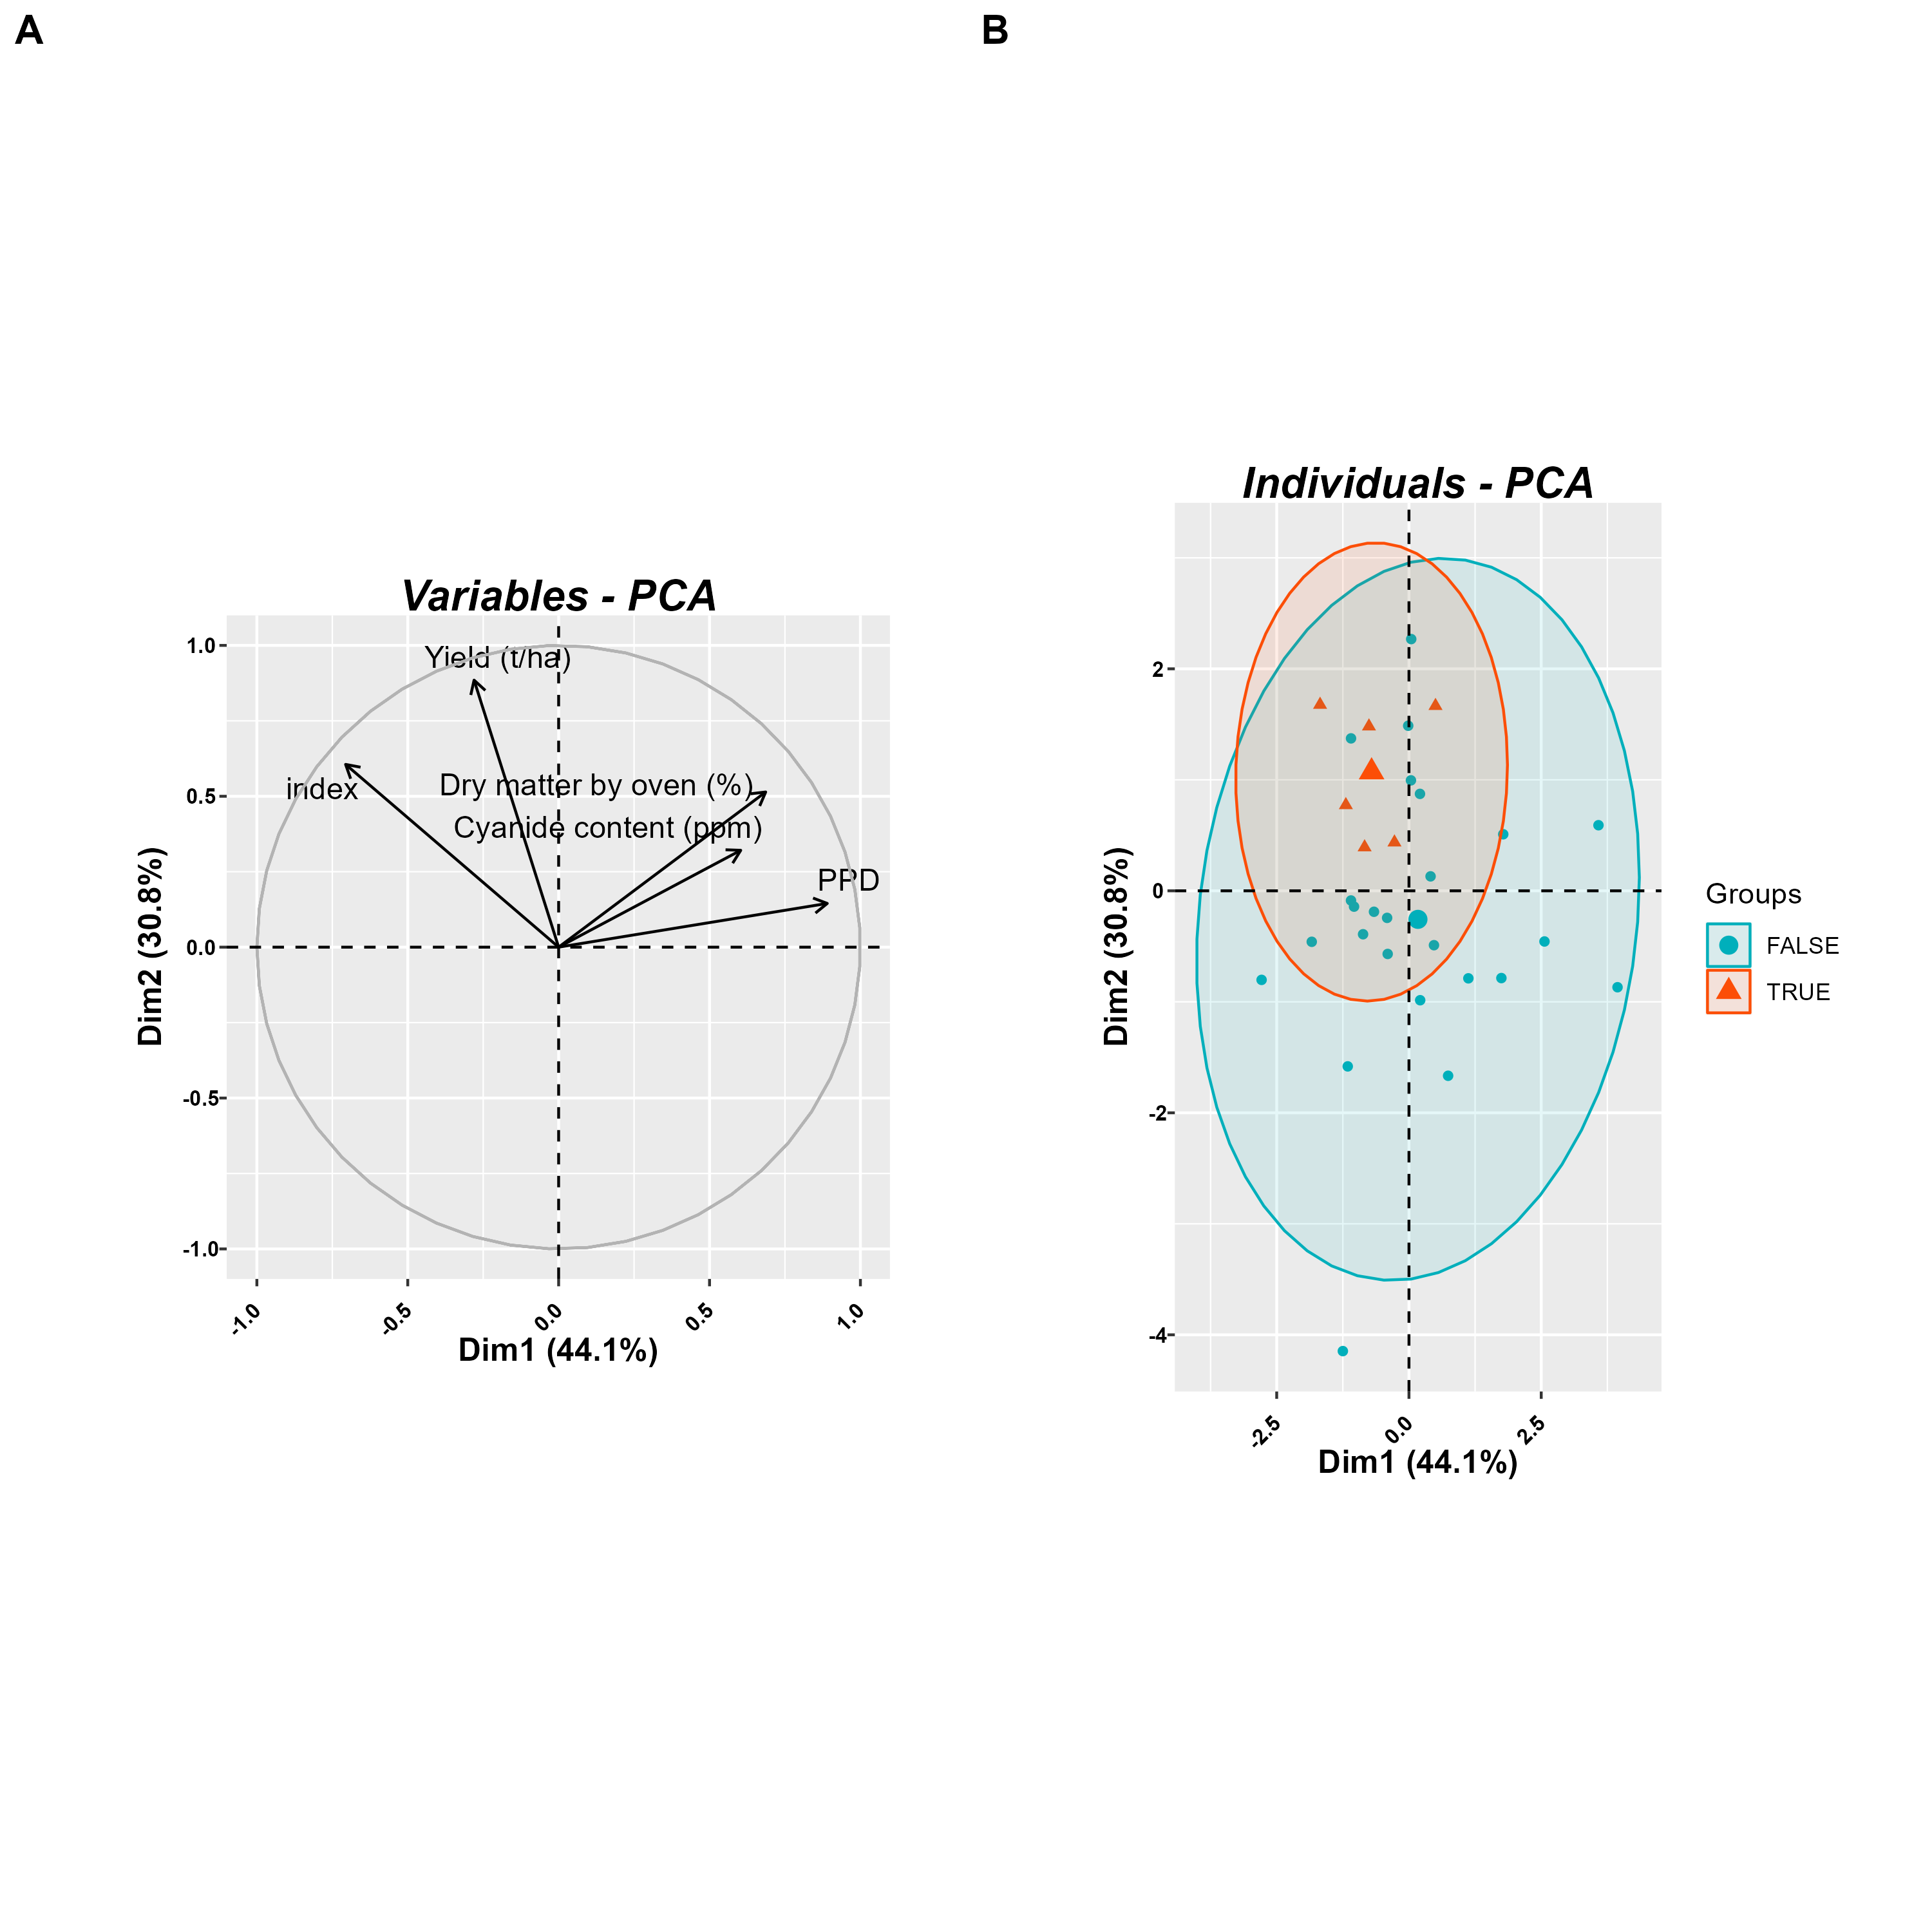 A
B
Variables - PCA
1.0
0.5
0.0
-0.5
-1.0
Dim2 (30.8%)
Yield (t/ha)
index
Dry matter by oven (%)
Cyanide content (ppm)
PPD
-1.0
-0.5
0.0
0.5
1.0
Dim1 (44.1%)
Individuals - PCA
2
0
-2
-4
Dim2 (30.8%)
-2.5
0.0
2.5
Dim1 (44.1%)
Groups
FALSE
TRUE